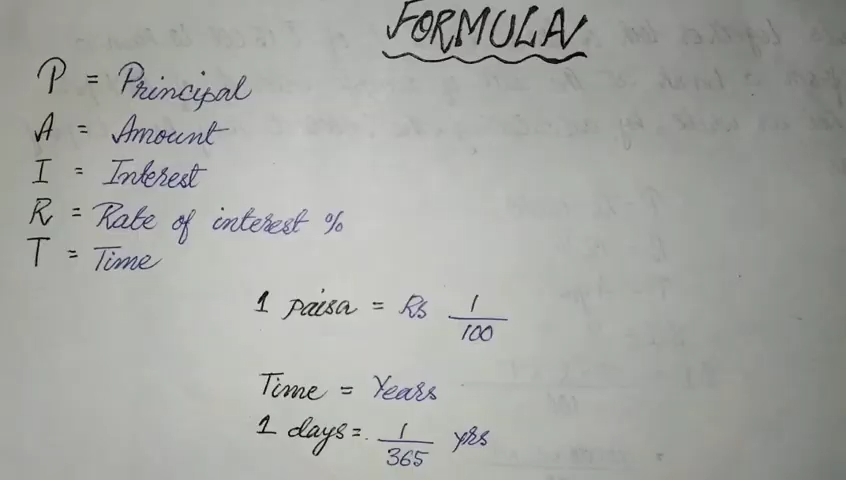 FORMULA
P = Principal
A = Amount
I = Interest
R = Rate of interest %
T = Time
1 paisa = Rs 1/100
Time = Years
1 days = 1/365 yrs